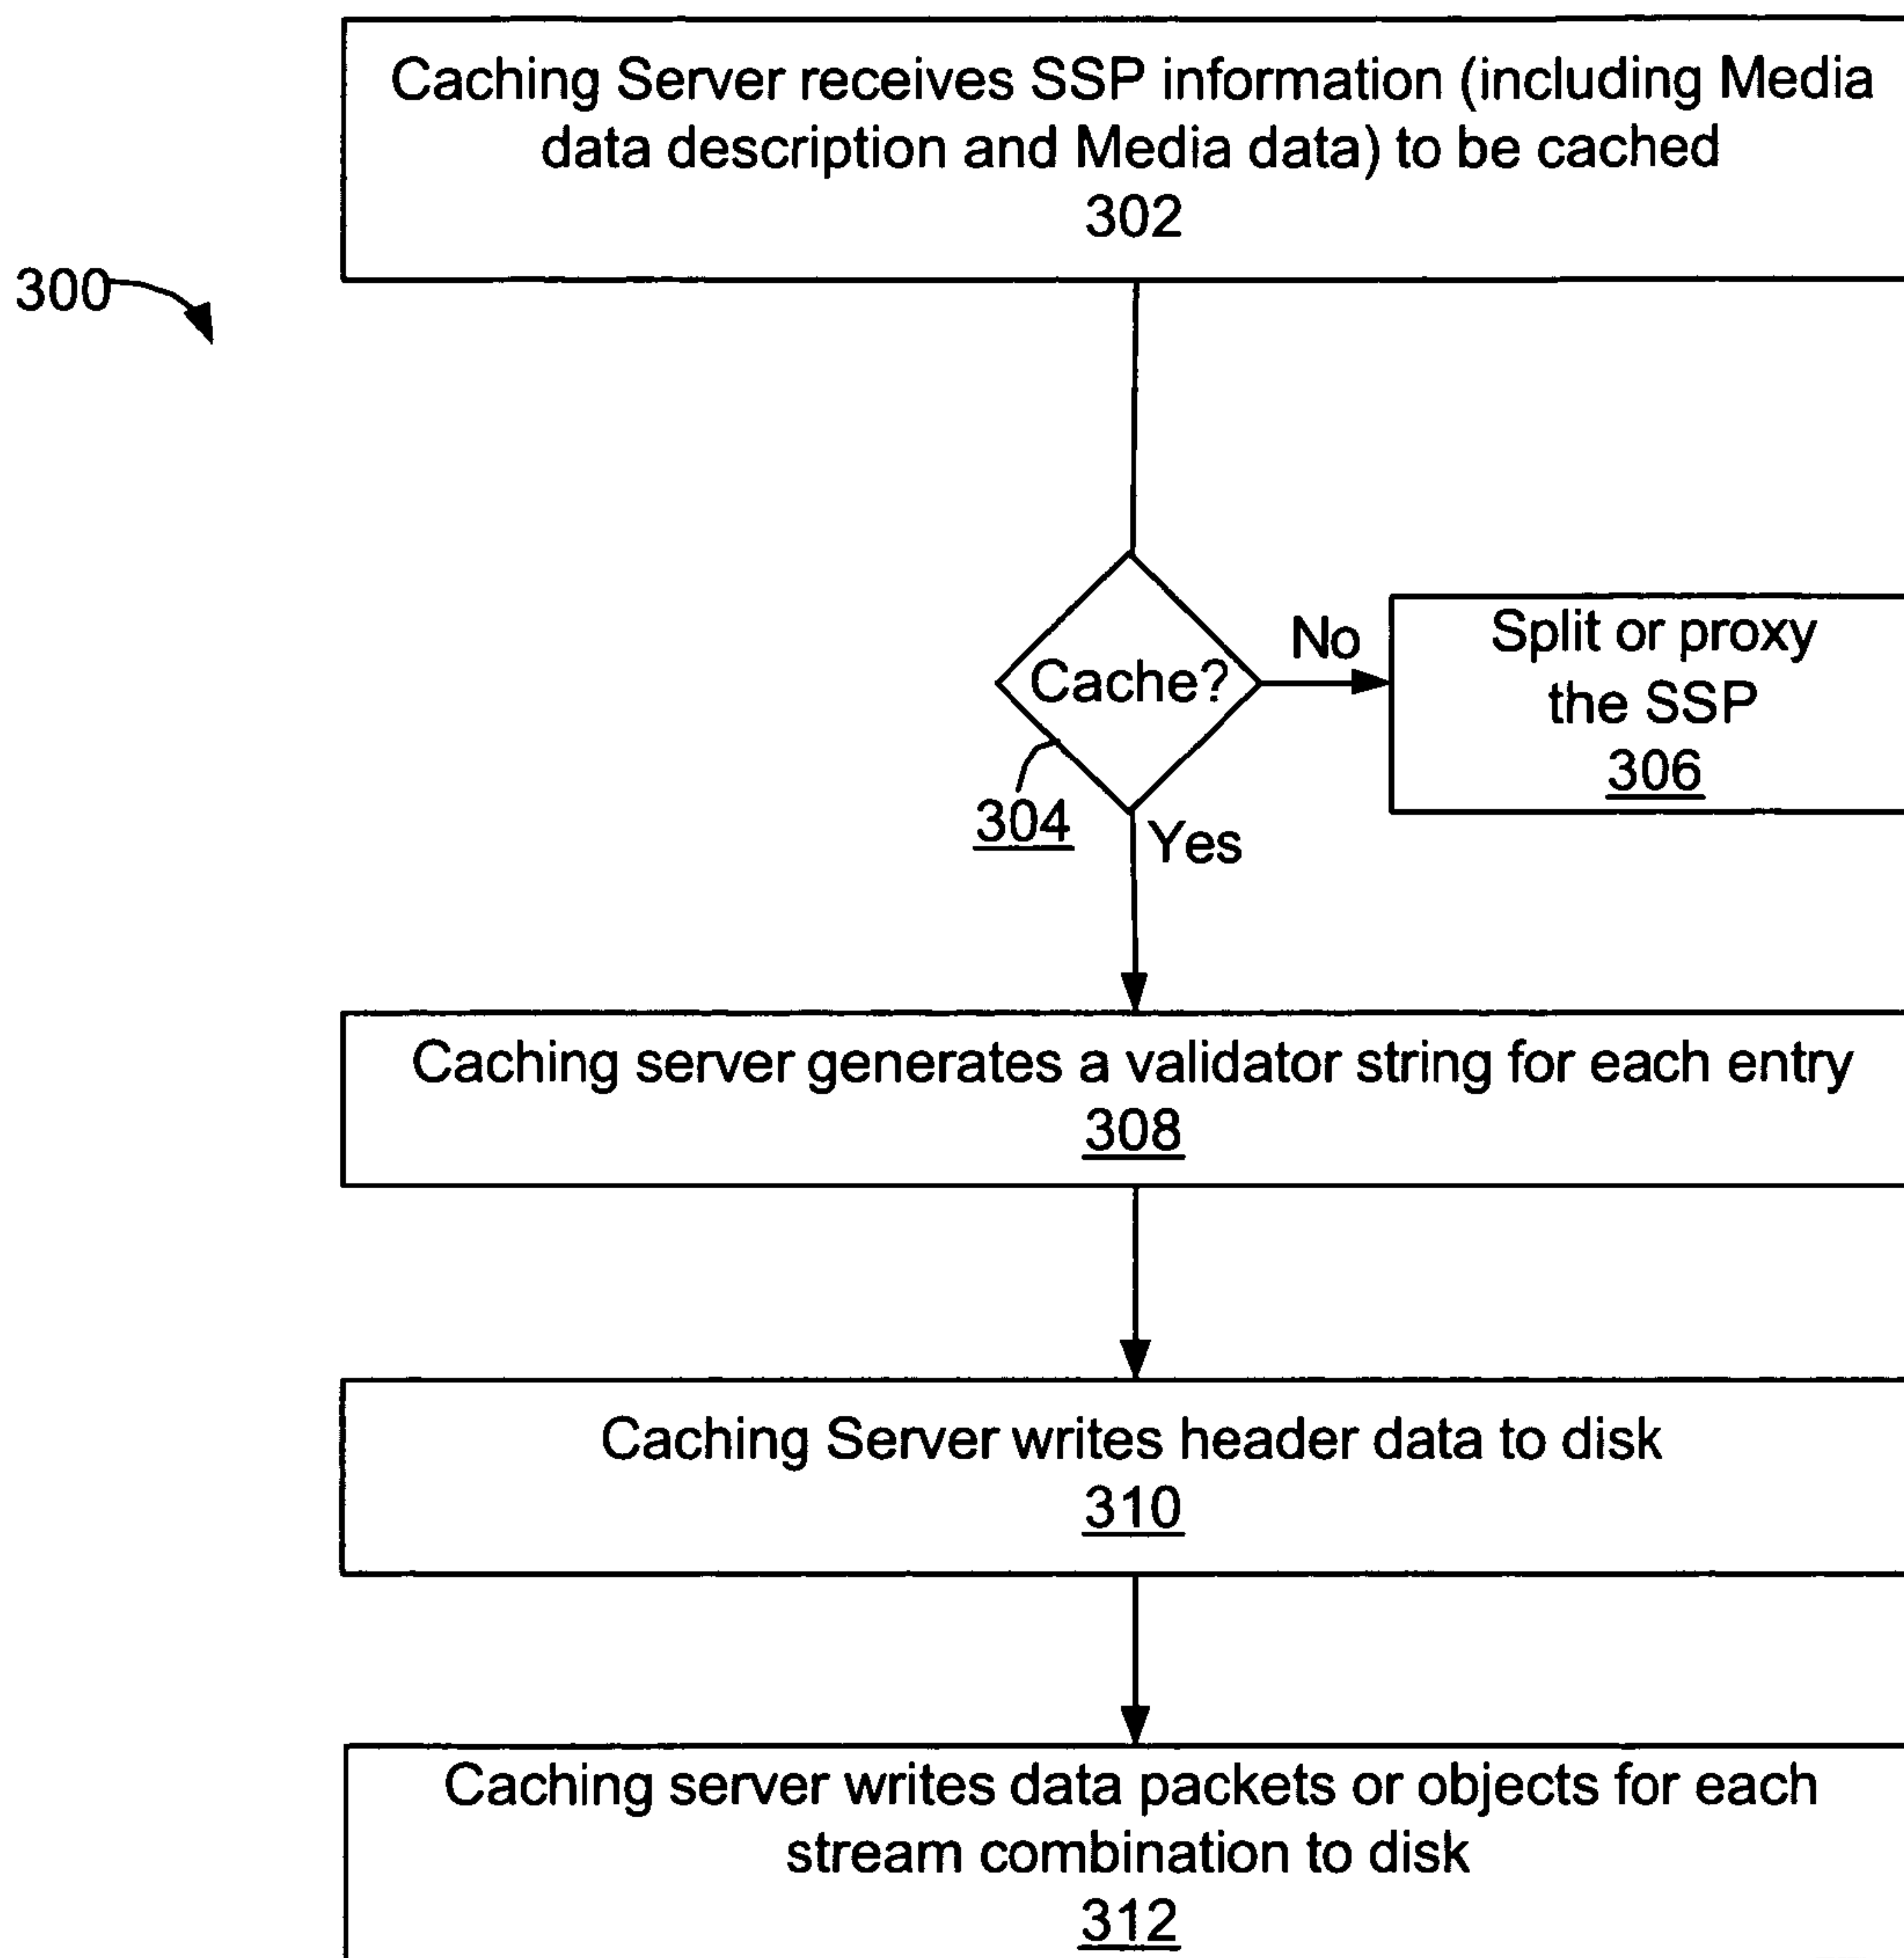 Caching Server receives SSP information (including Media
data description and Media data) to be cached
302
300
Cache?
No
Split or proxy
the SSP
306
304
Yes
Caching server generates a validator string for each entry
308
Caching Server writes header data to disk
310
Caching server writes data packets or objects for each
stream combination to disk
312